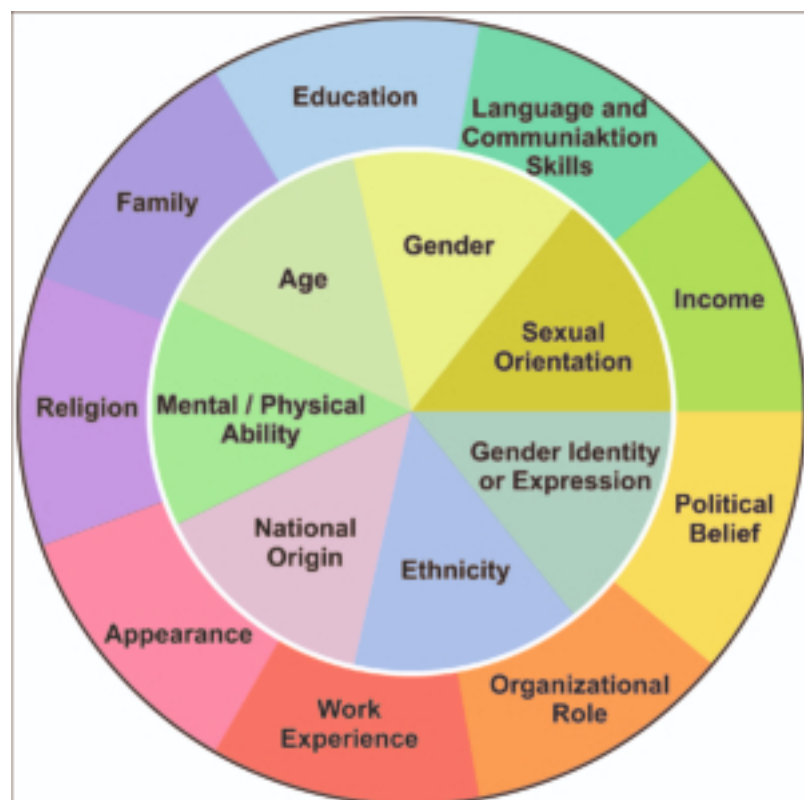 Education
Language and
Communiaktion
Skills
Family
Gender
Age
Income
Sexual
Orientation
Religion
Mental / Physical
Ability
Gender Identity
or Expression
Political
Belief
National
Origin
Ethnicity
Appearance
Organizational
Role
Work
Experience